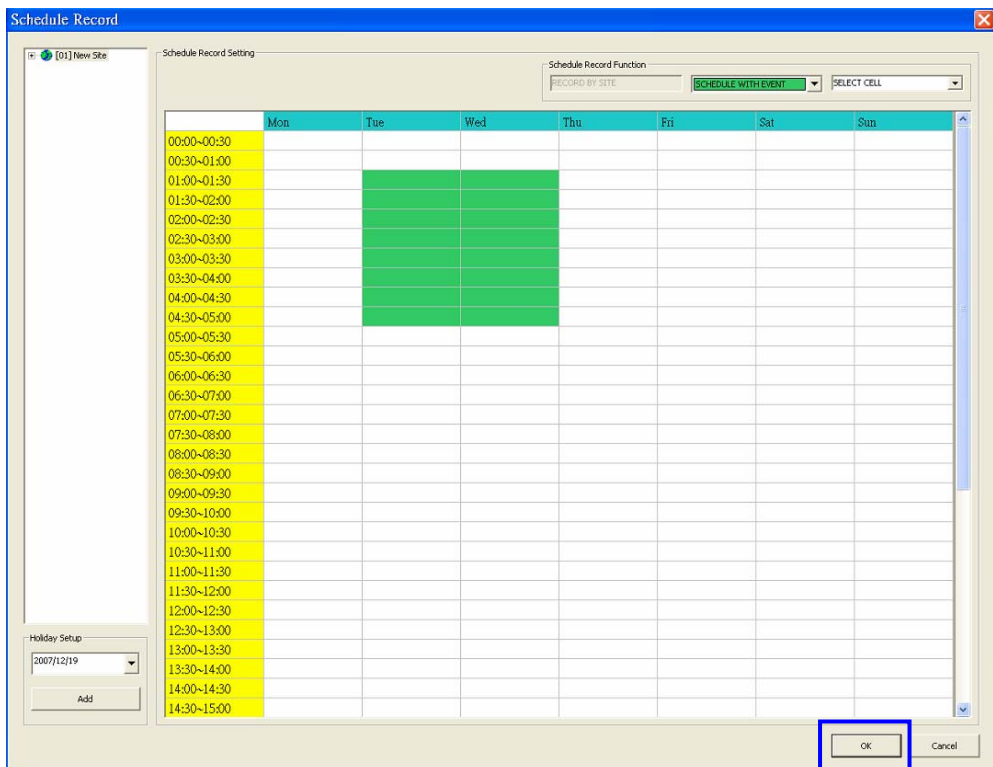 Schedule Record
[01] New Site
Schedule Record Setting
Schedule Record Function
RECORD BY SITE
SCHEDULE WITH EVENT
SELECT CELL
Mon Tue Wed Thu Fri Sat Sun
00:00~00:30
00:30~01:00
01:00~01:30
01:30~02:00
02:00~02:30
02:30~03:00
03:00~03:30
03:30~04:00
04:00~04:30
04:30~05:00
05:00~05:30
05:30~06:00
06:00~06:30
06:30~07:00
07:00~07:30
07:30~08:00
08:00~08:30
08:30~09:00
09:00~09:30
09:30~10:00
10:00~10:30
10:30~11:00
11:00~11:30
11:30~12:00
12:00~12:30
12:30~13:00
13:00~13:30
13:30~14:00
14:00~14:30
14:30~15:00
Holiday Setup
2007/12/19
Add
OK
Cancel